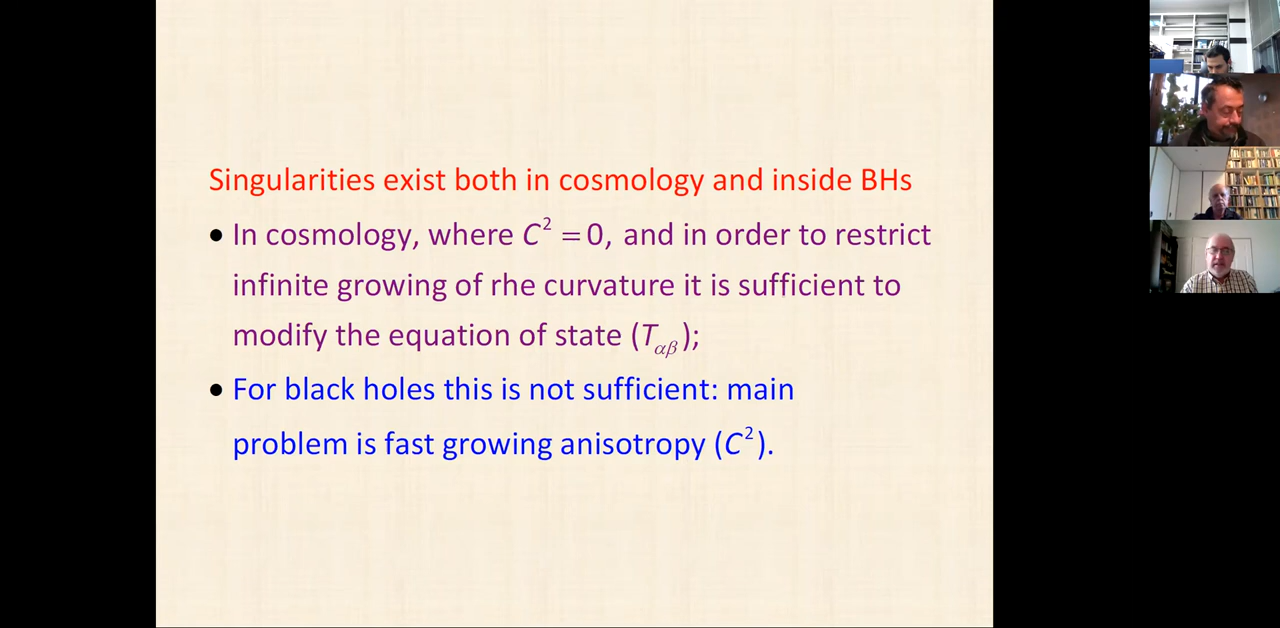 Singularities exist both in cosmology and inside BHs
• In cosmology, where C² = 0, and in order to restrict
infinite growing of rhe curvature it is sufficient to
modify the equation of state (T_αβ);
• For black holes this is not sufficient: main
problem is fast growing anisotropy (C²).